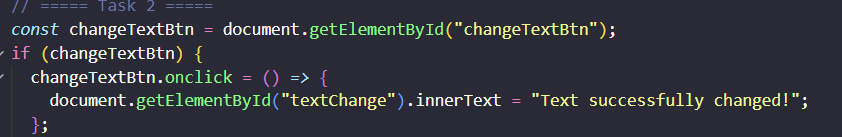 // ===== Task 2 =====
const changeTextBtn = document.getElementById("changeTextBtn");
if (changeTextBtn) {
changeTextBtn.onclick = () => {
document.getElementById("textChange").innerText = "Text successfully changed!";
};